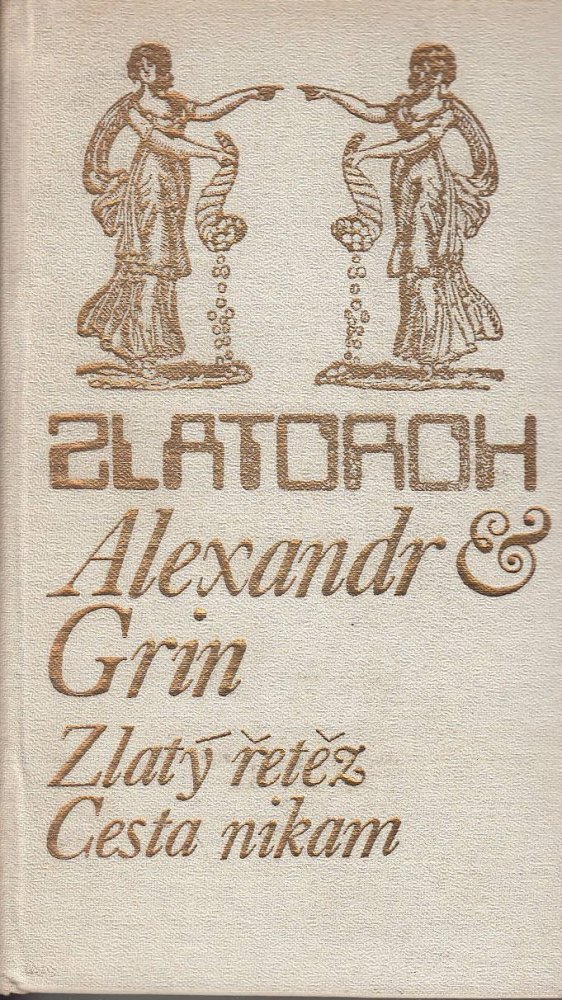 ZLATOROH
Alexandr &
Grin
Zlatý řetěz
Cesta nikam